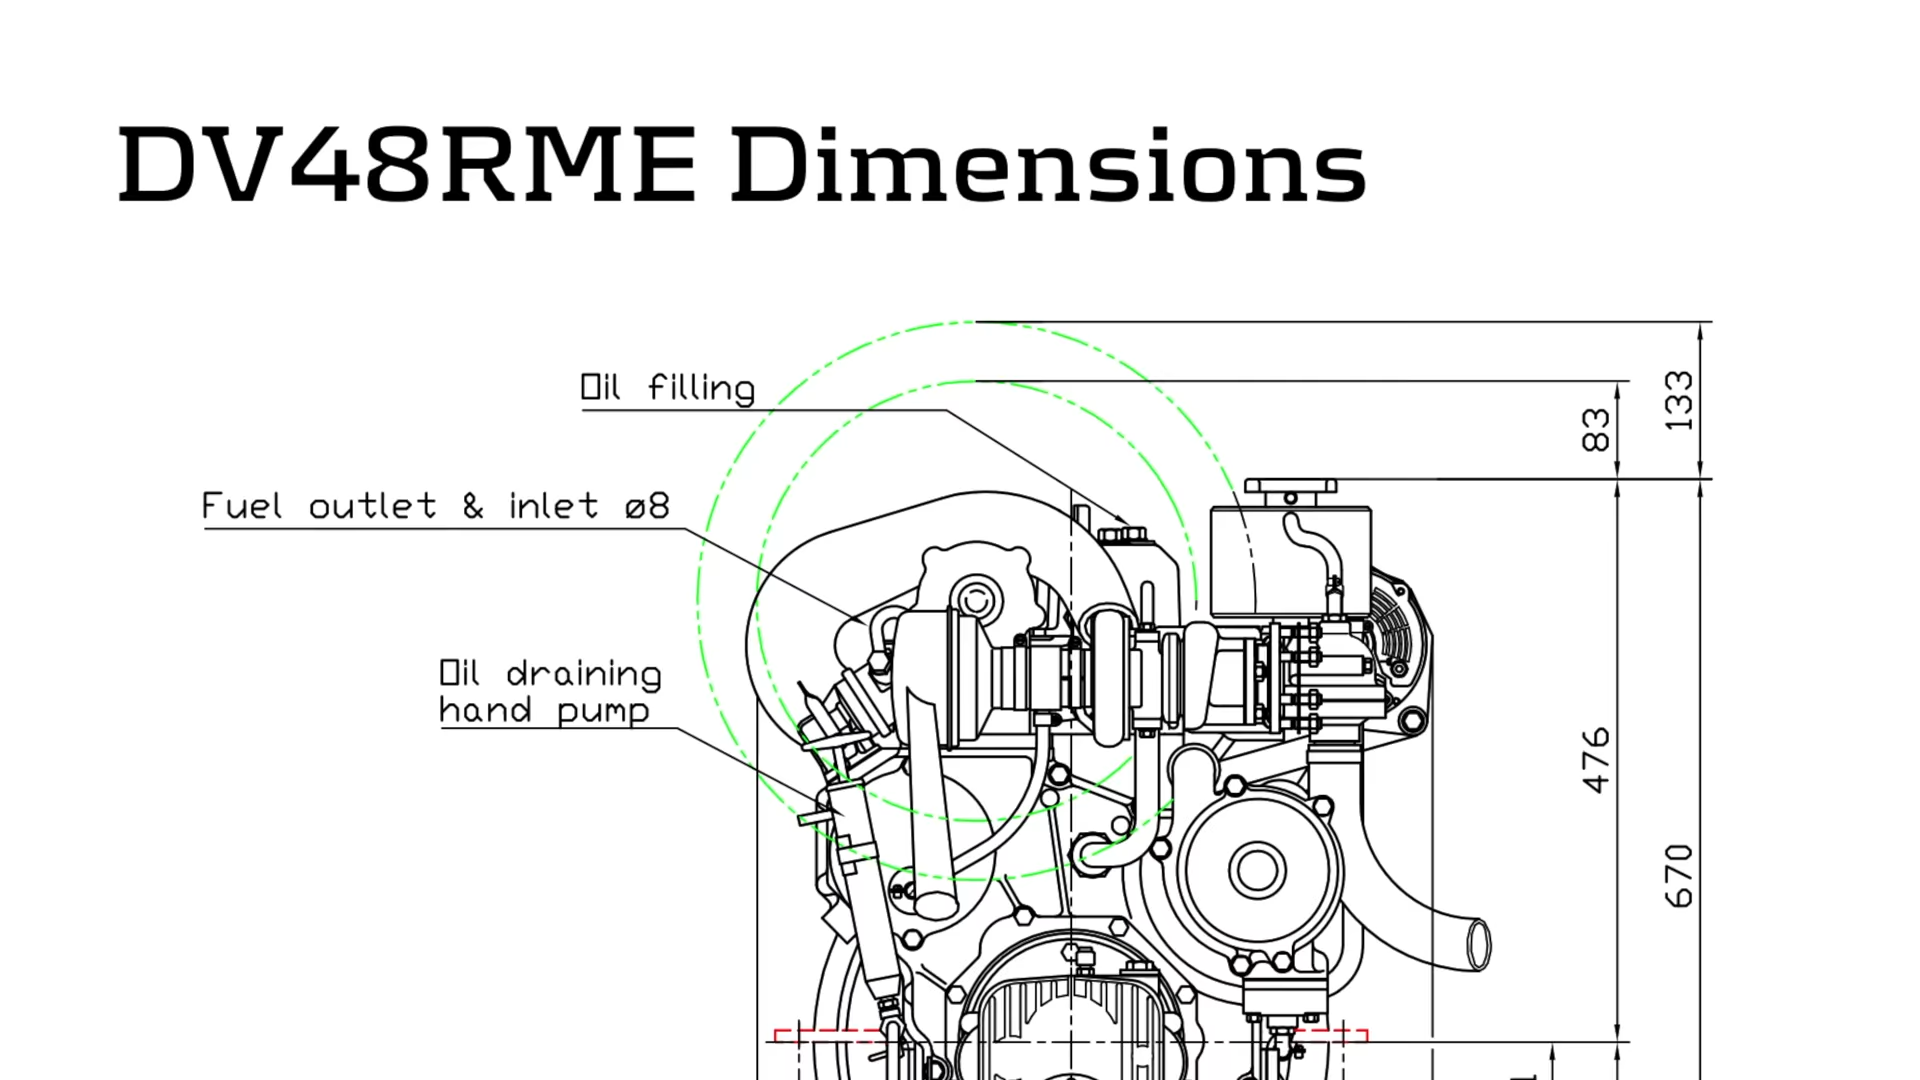 DV48RME Dimensions
Oil filling
133
83
Fuel outlet & inlet ø8
Oil draining
hand pump
476
670